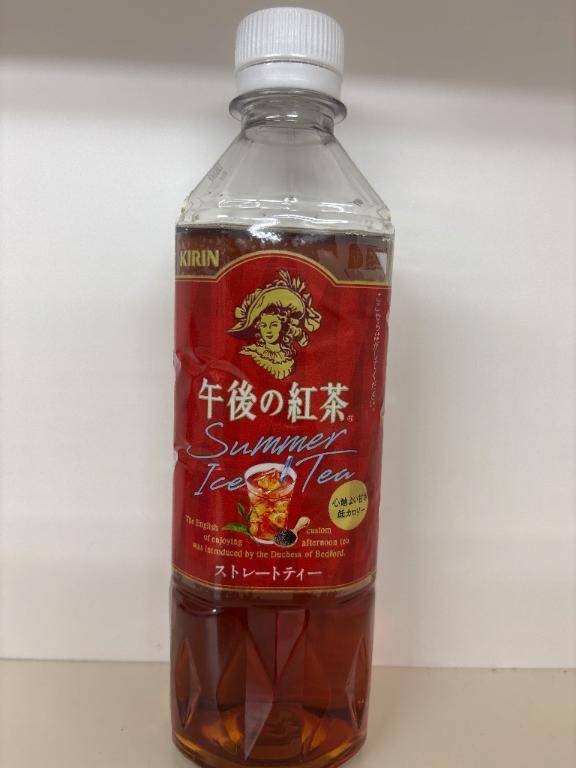 KIRIN
午後の紅茶
Summer
Ice Tea
心地よい甘さ
低カロリー
The English custom
of enjoying afternoon tea
was introduced by the Duchess of Bedford.
ストレートティー